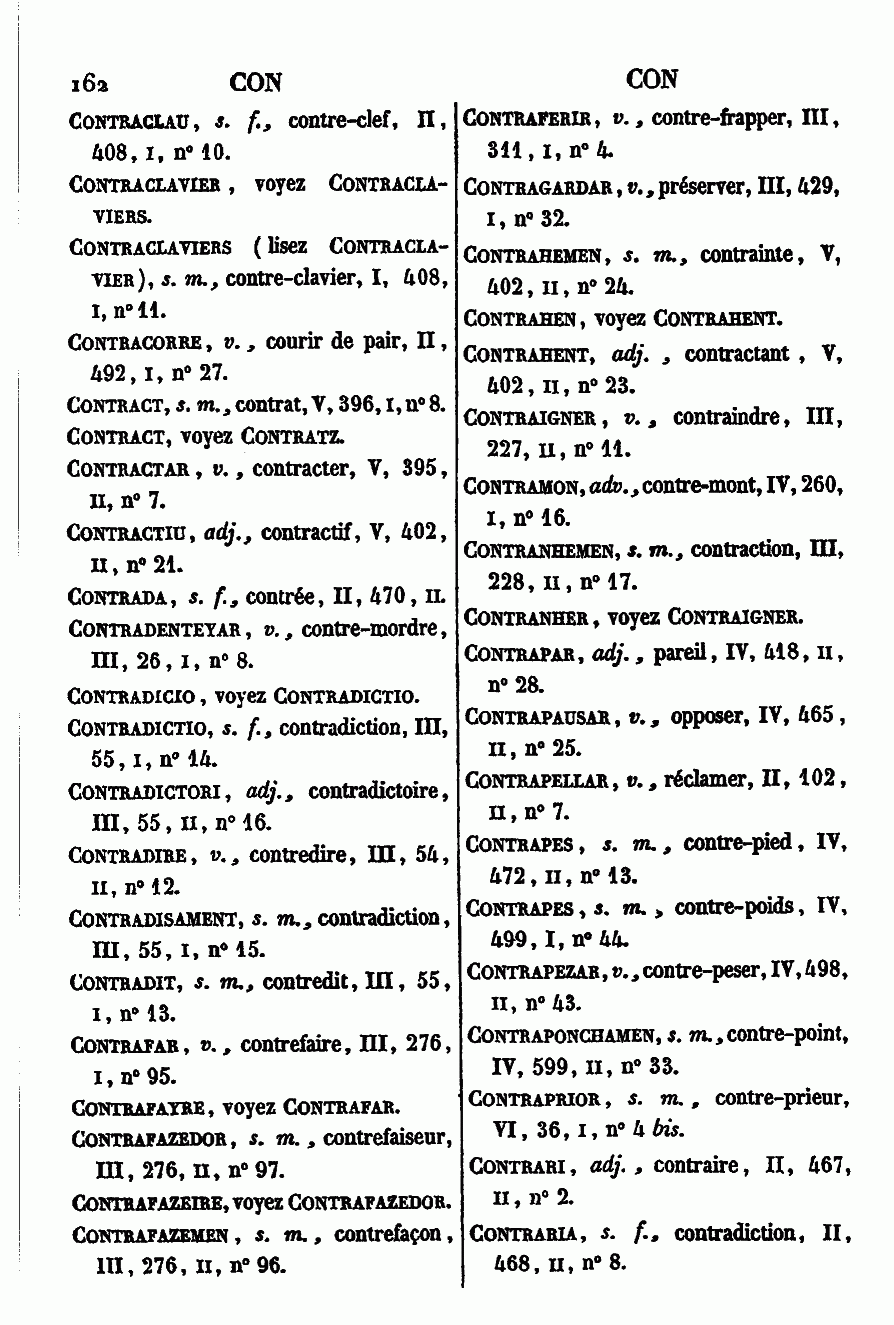 162 CON CON
CONTRACLAU, s. f., contre-clef, II,
408, I, n° 10.
CONTRACLAVIER, voyez CONTRACLA-
VIERS.
CONTRACLAVIERS (lisez CONTRACLA-
VIER), s. m., contre-clavier, I, 408,
I, n° 11.
CONTRACORRE, v., courir de pair, II,
492, I, n° 27.
CONTRACT, s. m., contrat, V, 396, I, n° 8.
CONTRACT, voyez CONTRATZ.
CONTRACTAR, v., contracter, V, 395,
II, n° 7.
CONTRACTIU, adj., contractif, V, 402,
II, n° 21.
CONTRADA, s. f., contrée, II, 470, II.
CONTRADENTEYAR, v., contre-mordre,
III, 26, I, n° 8.
CONTRADICIO, voyez CONTRADICTIO.
CONTRADICTIO, s. f., contradiction, III,
55, I, n° 14.
CONTRADICTORI, adj., contradictoire,
III, 55, II, n° 16.
CONTRADIRE, v., contredire, III, 54,
II, n° 12.
CONTRADISAMENT, s. m., contradiction,
III, 55, I, n° 15.
CONTRADIT, s. m., contredit, III, 55,
I, n° 13.
CONTRAFAR, v., contrefaire, III, 276,
I, n° 95.
CONTRAFAYRE, voyez CONTRAFAR.
CONTRAFAZEDOR, s. m., contrefaiseur,
III, 276, II, n° 97.
CONTRAFAZEIRE, voyez CONTRAFAZEDOR.
CONTRAFAZEMEN, s. m., contrefaçon,
III, 276, II, n° 96.
CONTRAFERIR, v., contre-frapper, III,
311, I, n° 4.
CONTRAGARDAR, v., préserver, III, 429,
I, n° 32.
CONTRAHEMEN, s. m., contrainte, V,
402, II, n° 24.
CONTRAHEN, voyez CONTRAHENT.
CONTRAHENT, adj., contractant, V,
402, II, n° 23.
CONTRAIGNER, v., contraindre, III,
227, II, n° 11.
CONTRAMON, adv., contre-mont, IV, 260,
I, n° 16.
CONTRANHEMEN, s. m., contraction, III,
228, II, n° 17.
CONTRANHER, voyez CONTRAIGNER.
CONTRAPAR, adj., pareil, IV, 418, II,
n° 28.
CONTRAPAUSAR, v., opposer, IV, 465,
II, n° 25.
CONTRAPELLAR, v., réclamer, II, 102,
II, n° 7.
CONTRAPES, s. m., contre-pied, IV,
472, II, n° 13.
CONTRAPES, s. m., contre-poids, IV,
499, I, n° 44.
CONTRAPEZAR, v., contre-peser, IV, 498,
II, n° 43.
CONTRAPONCHAMEN, s. m., contre-point,
IV, 599, II, n° 33.
CONTRAPRIOR, s. m., contre-prieur,
VI, 36, I, n° 4 bis.
CONTRARI, adj., contraire, II, 467,
II, n° 2.
CONTRARIA, s. f., contradiction, II,
468, II, n° 8.